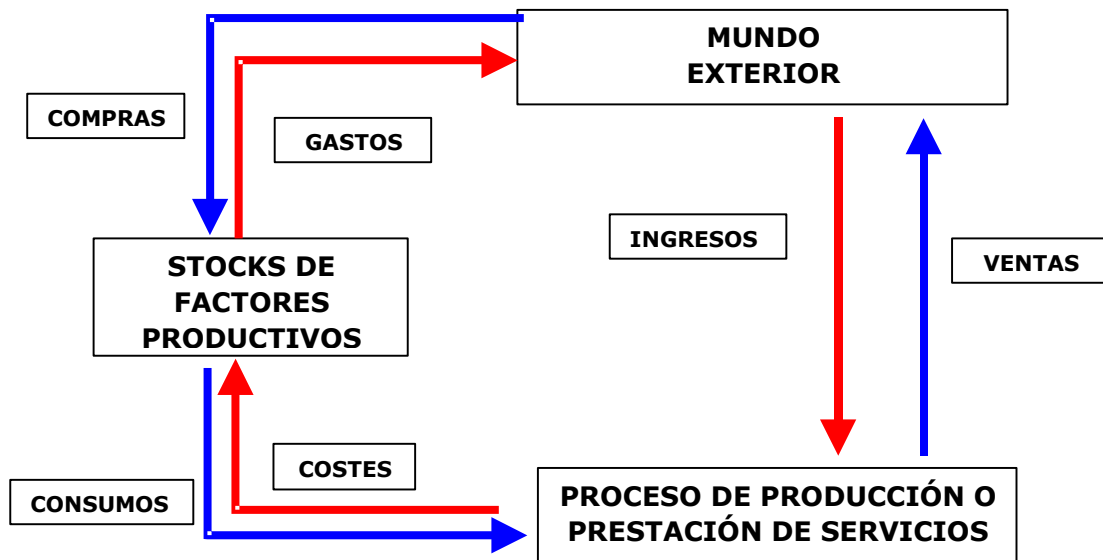 MUNDO
EXTERIOR
COMPRAS
GASTOS
INGRESOS
VENTAS
STOCKS DE
FACTORES
PRODUCTIVOS
COSTES
CONSUMOS
PROCESO DE PRODUCCIÓN O
PRESTACIÓN DE SERVICIOS